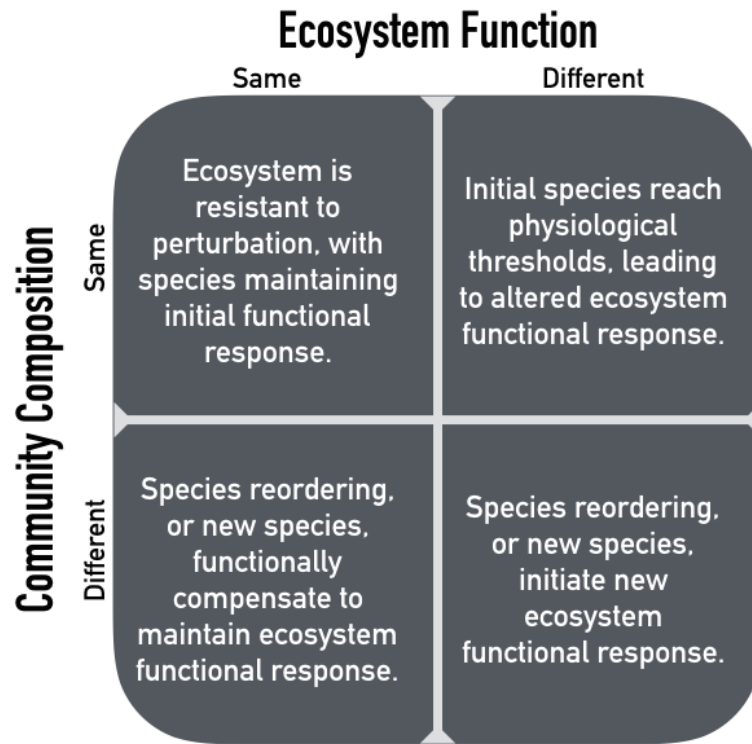 Ecosystem Function
Same
Different
Community Composition
Same
Ecosystem is
resistant to
perturbation, with
species maintaining
initial functional
response.
Initial species reach
physiological
thresholds, leading
to altered ecosystem
functional response.
Different
Species reordering,
or new species,
functionally
compensate to
maintain ecosystem
functional response.
Species reordering,
or new species,
initiate new
ecosystem
functional response.